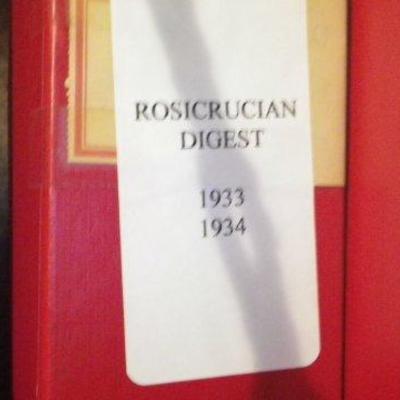 ROSICRUCIAN
DIGEST
1933
1934